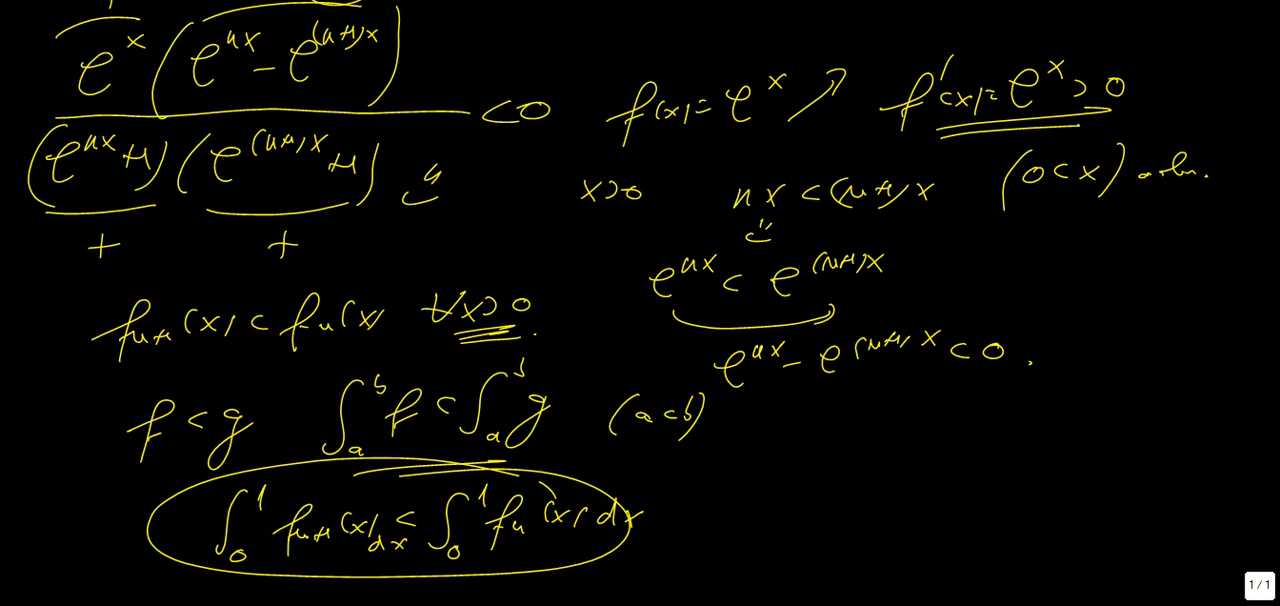 e^x (e^{nx} - e^{(n+1)x})
/ (e^{nx}+1) (e^{(n+1)x}+1) < 0
+ +
f(x) = e^x ↗ f'(x) = e^x > 0
x > 0 nx < (n+1)x (0 < x)
e^{nx} < e^{(n+1)x}
e^{nx} - e^{(n+1)x} < 0.
f_{n+1}(x) < f_n(x) ∀x > 0.
f < g ∫_a^b f < ∫_a^b g (a < b)
∫_0^1 f_{n+1}(x) dx < ∫_0^1 f_n(x) dx
1 / 1